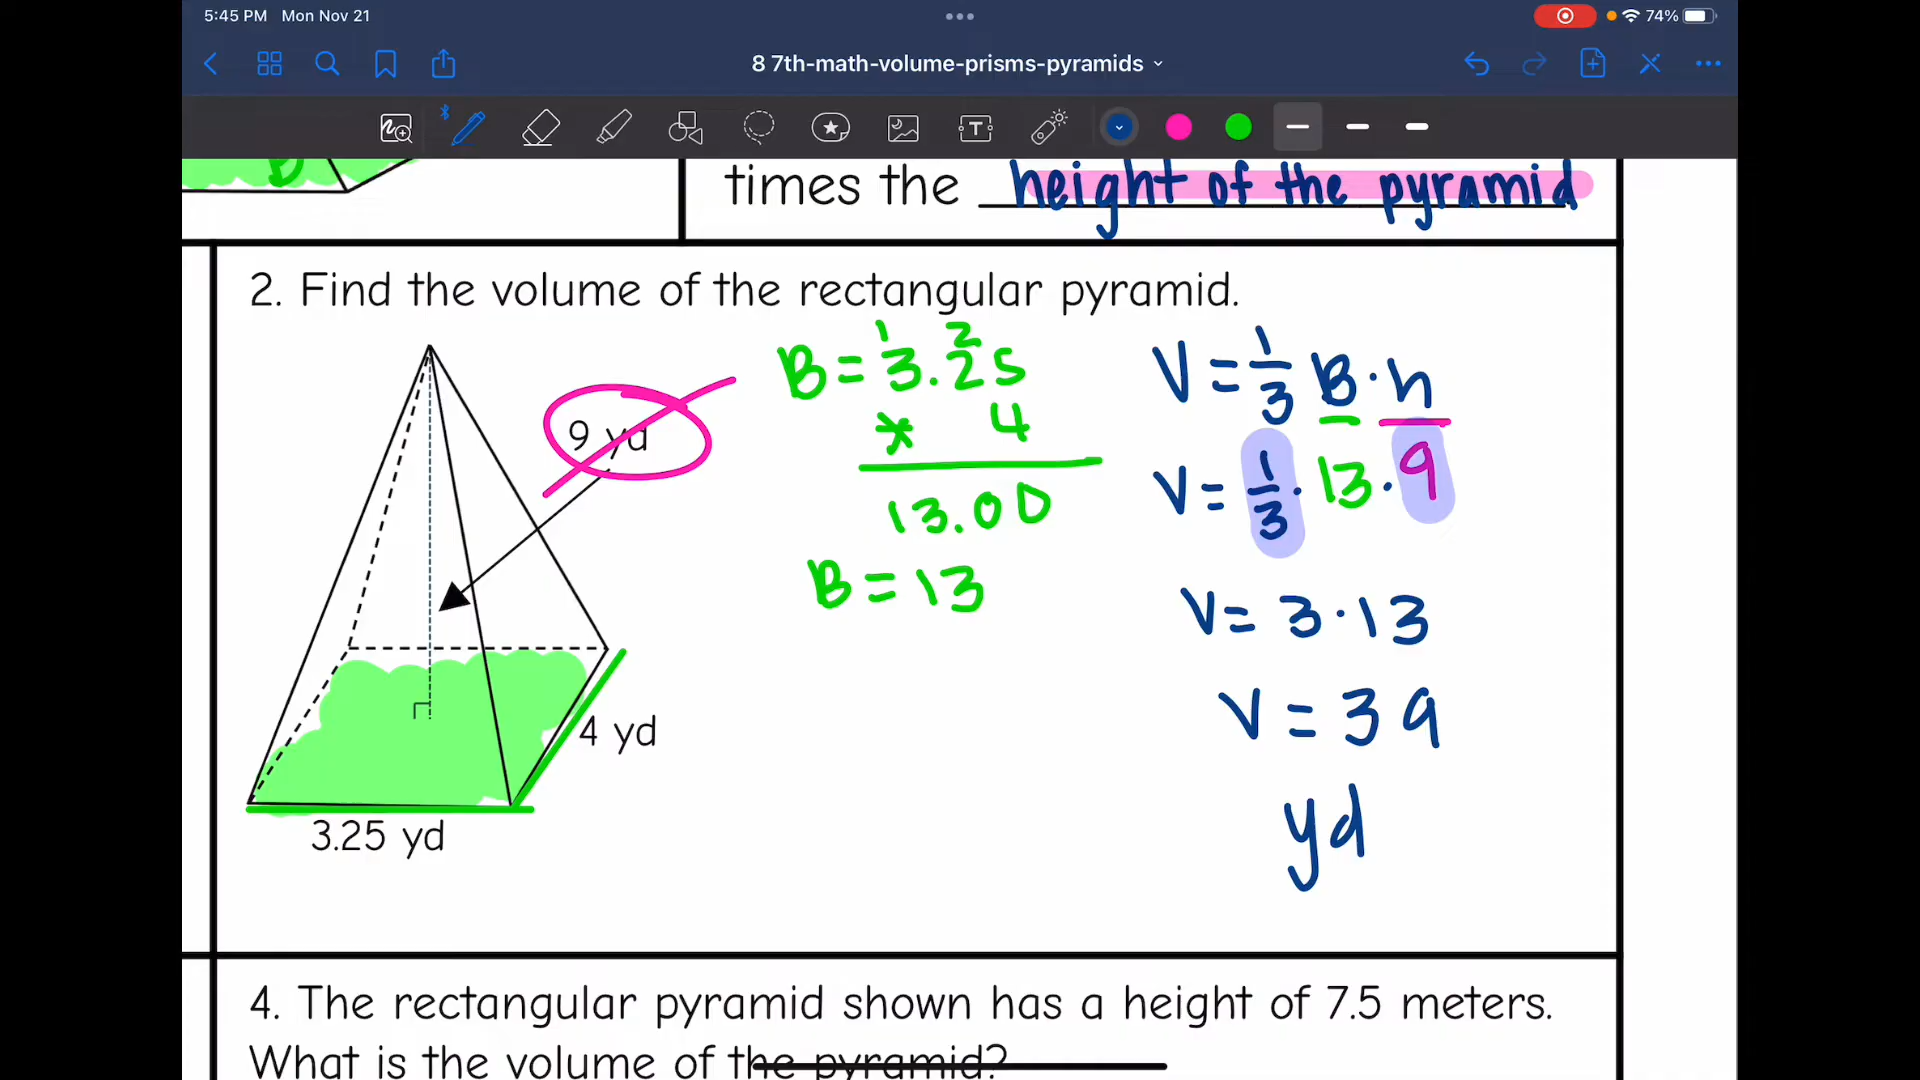 5:45 PM Mon Nov 21
74%
8 7th-math-volume-prisms-pyramids
B
times the height of the pyramid
2. Find the volume of the rectangular pyramid.
9 yd
4 yd
3.25 yd
1 2
B = 3.25
* 4
13.00
B = 13
V = 1/3 B · h
V = 1/3 · 13 · 9
V = 3 · 13
V = 39
yd
4. The rectangular pyramid shown has a height of 7.5 meters.
What is the volume of the pyramid?